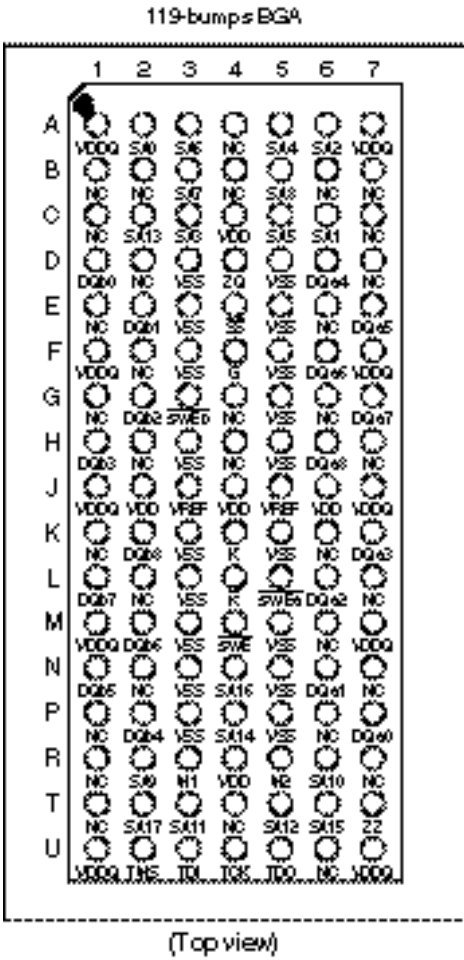 119-bumps BGA
1 2 3 4 5 6 7
A
VDDQ SA0 SA6 NC SA4 SA2 VDDQ
B
NC NC SA7 NC SA8 NC NC
C
NC SA13 SA3 VDD SA5 SA1 NC
D
DQb0 NC VSS ZQ VSS DQa4 NC
E
NC DQb1 VSS SS VSS NC DQa5
F
VDDQ NC VSS G VSS DQa6 VDDQ
G
NC DQb2 NC VSS DQa7
H
DQb3 NC VSS NC VSS DQa8 NC
J
VDDQ VDD VREF VDD VREF VDD VDDQ
K
NC DQb8 VSS K VSS NC DQa3
L
DQb7 NC VSS K DQa2 NC
M
VDDQ DQb6 VSS SWE VSS NC VDDQ
N
DQb5 NC VSS SA16 VSS DQa1 NC
P
NC DQb4 VSS SA14 VSS NC DQa0
R
NC SA9 M1 VDD M2 SA10 NC
T
NC SA17 SA11 NC SA12 SA15 ZZ
U
VDDQ TMS TDI TCK TDO NC VDDQ
(Top view)